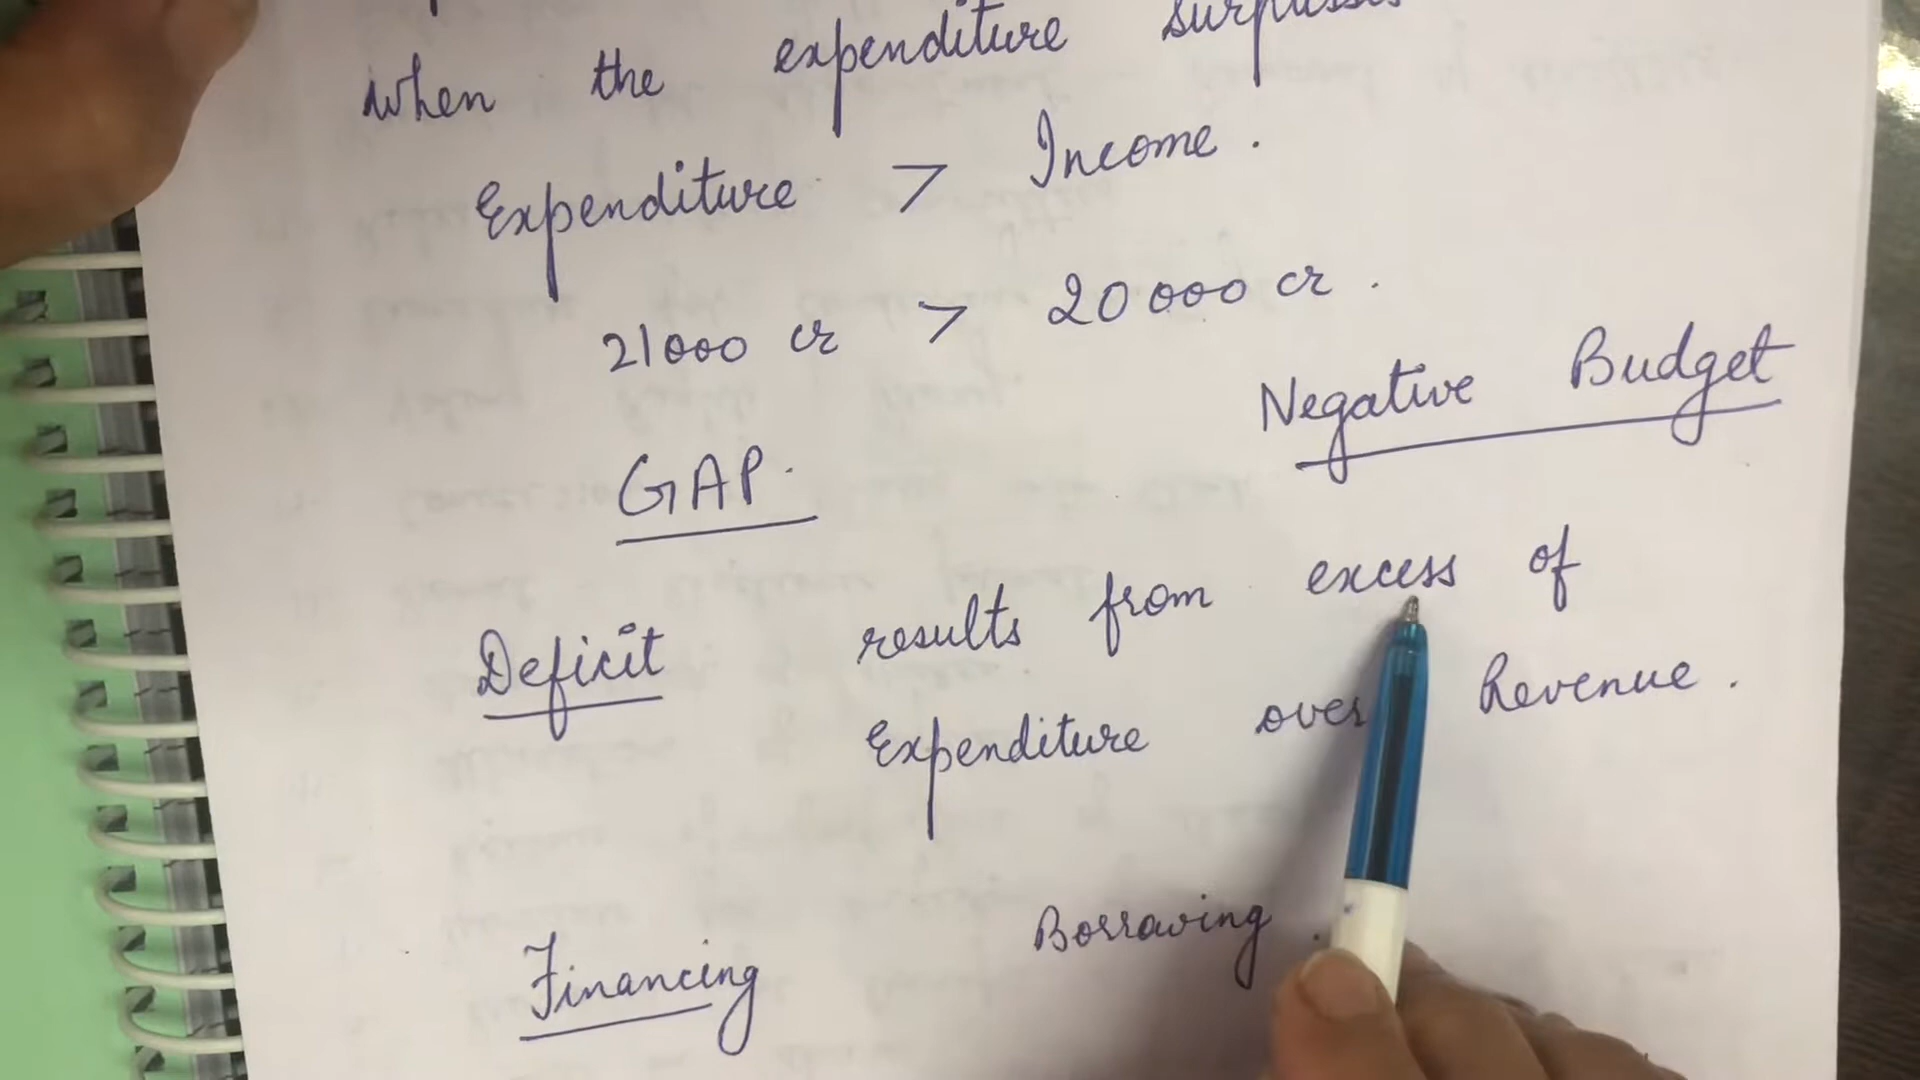 when the expenditure surpasses
Expenditure > Income.
21000 cr > 20000 cr.
Negative Budget
GAP.
Deficit results from excess of
Expenditure over Revenue.
Financing Borrowing.